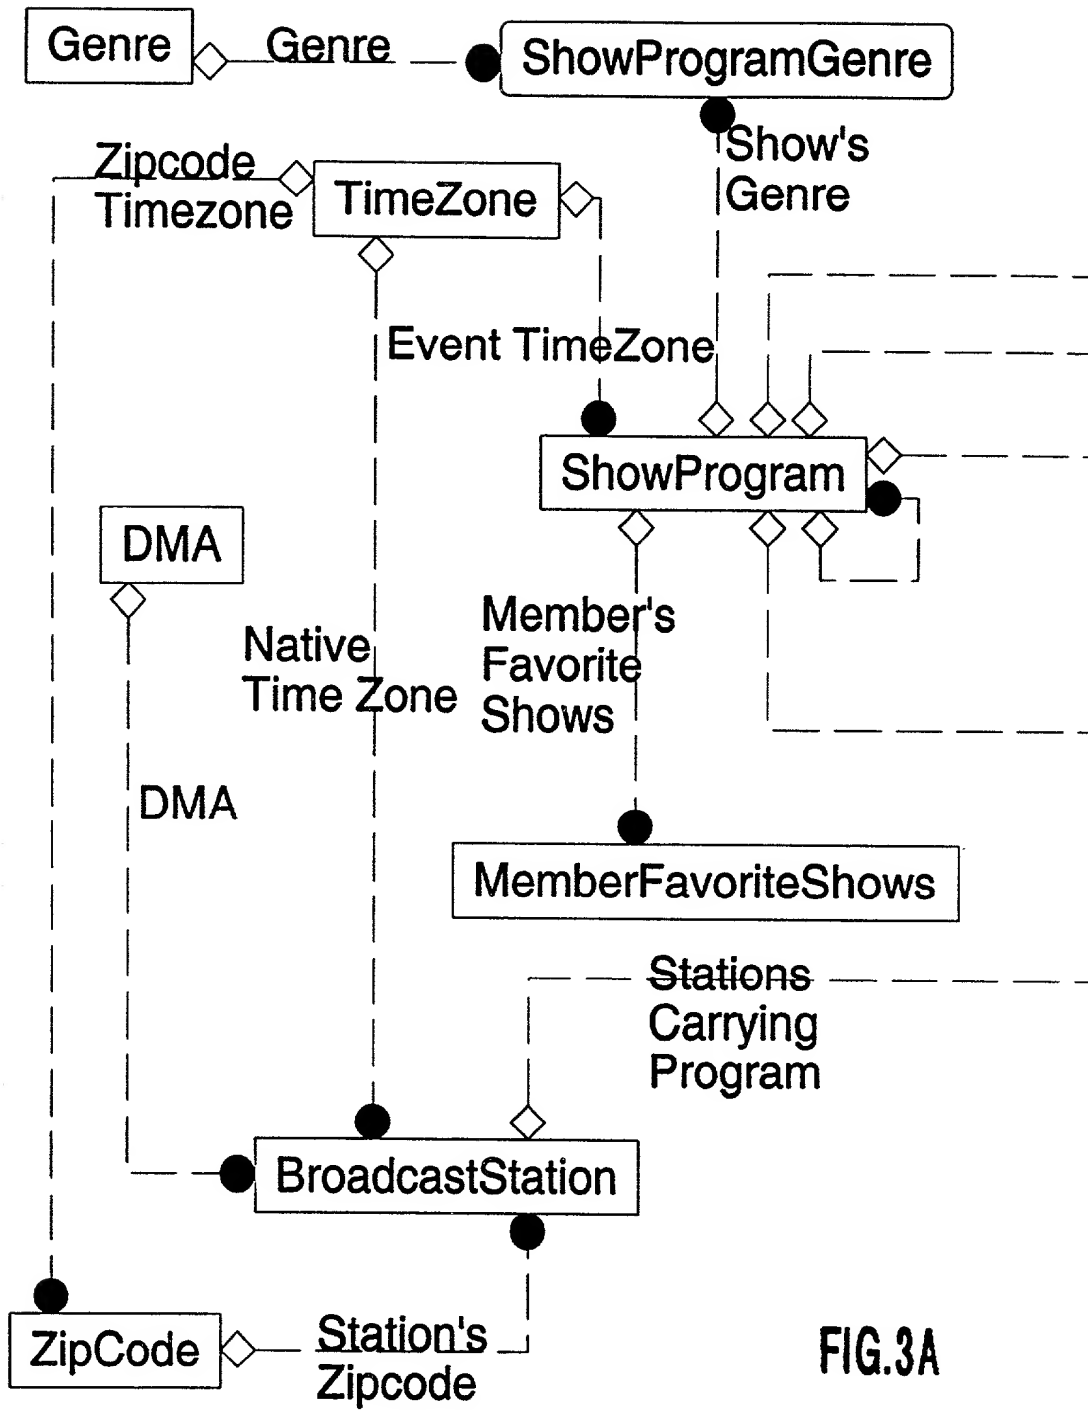 Genre
Genre
ShowProgramGenre
Show's
Genre
Zipcode
Timezone
TimeZone
Event TimeZone
ShowProgram
DMA
Member's
Favorite
Shows
Native
Time Zone
DMA
MemberFavoriteShows
Stations
Carrying
Program
BroadcastStation
ZipCode
Station's
Zipcode
FIG.3A